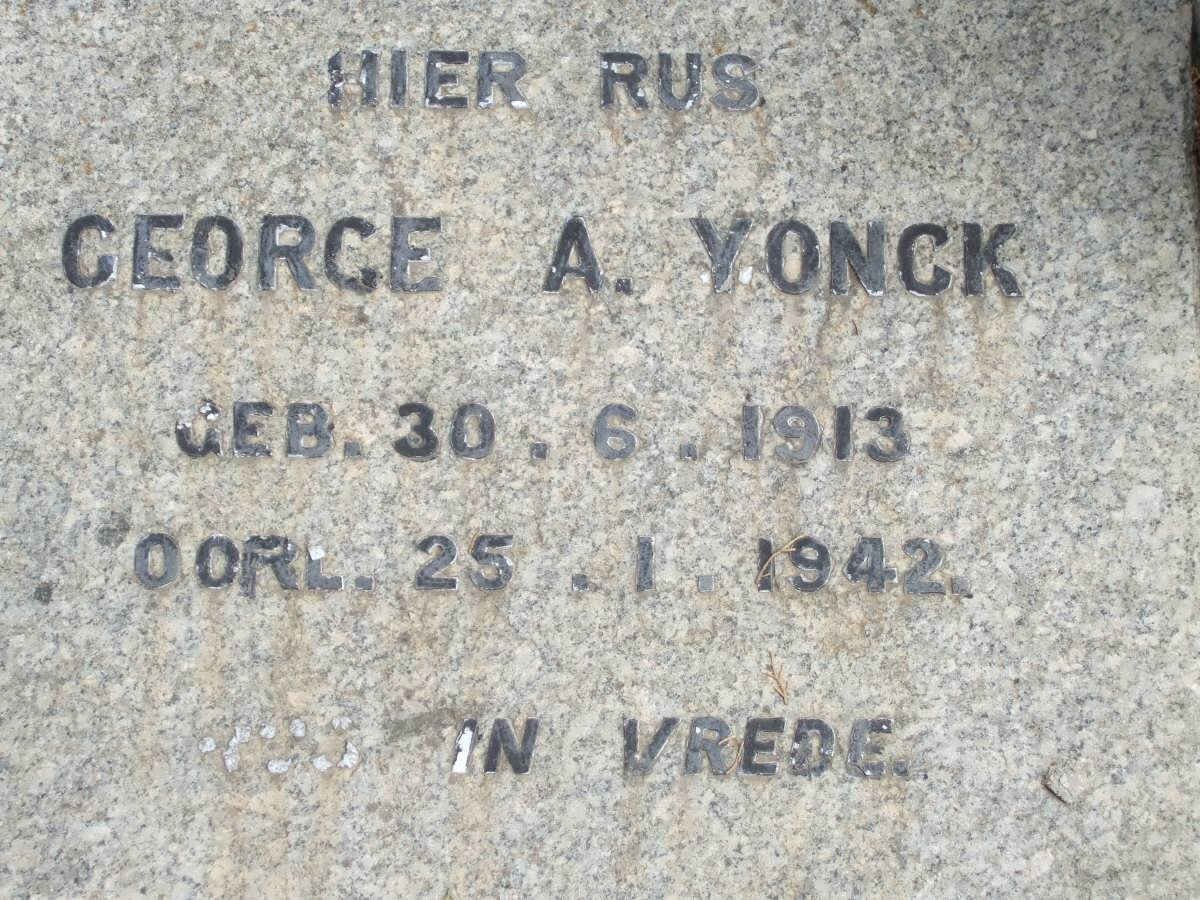 HIER RUS
GEORGE A. YONCK
GEB. 30.6.1913
OORL. 25.1.1942.
IN VREDE.